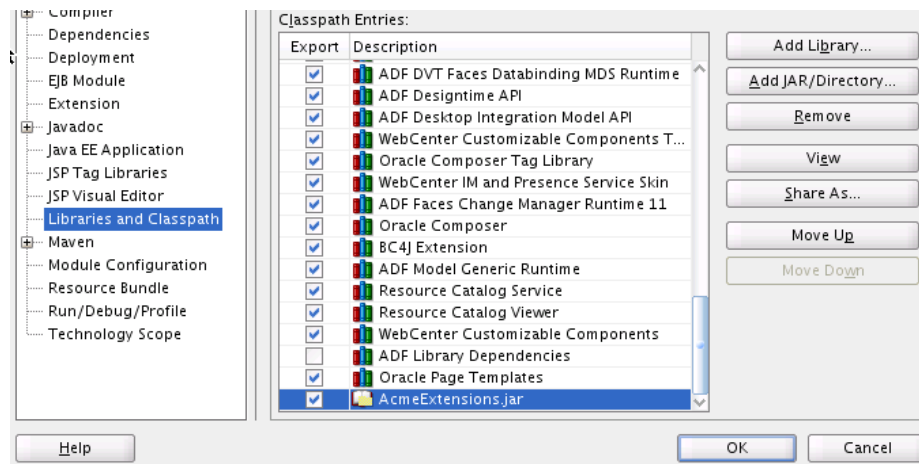 Compiler
Dependencies
Deployment
EJB Module
Extension
Javadoc
Java EE Application
JSP Tag Libraries
JSP Visual Editor
Libraries and Classpath
Maven
Module Configuration
Resource Bundle
Run/Debug/Profile
Technology Scope
Classpath Entries:
Export Description
ADF DVT Faces Databinding MDS Runtime
ADF Designtime API
ADF Desktop Integration Model API
WebCenter Customizable Components T...
Oracle Composer Tag Library
WebCenter IM and Presence Service Skin
ADF Faces Change Manager Runtime 11
Oracle Composer
BC4J Extension
ADF Model Generic Runtime
Resource Catalog Service
Resource Catalog Viewer
WebCenter Customizable Components
ADF Library Dependencies
Oracle Page Templates
AcmeExtensions.jar
Add Library...
Add JAR/Directory...
Remove
View
Share As...
Move Up
Move Down
Help
OK
Cancel